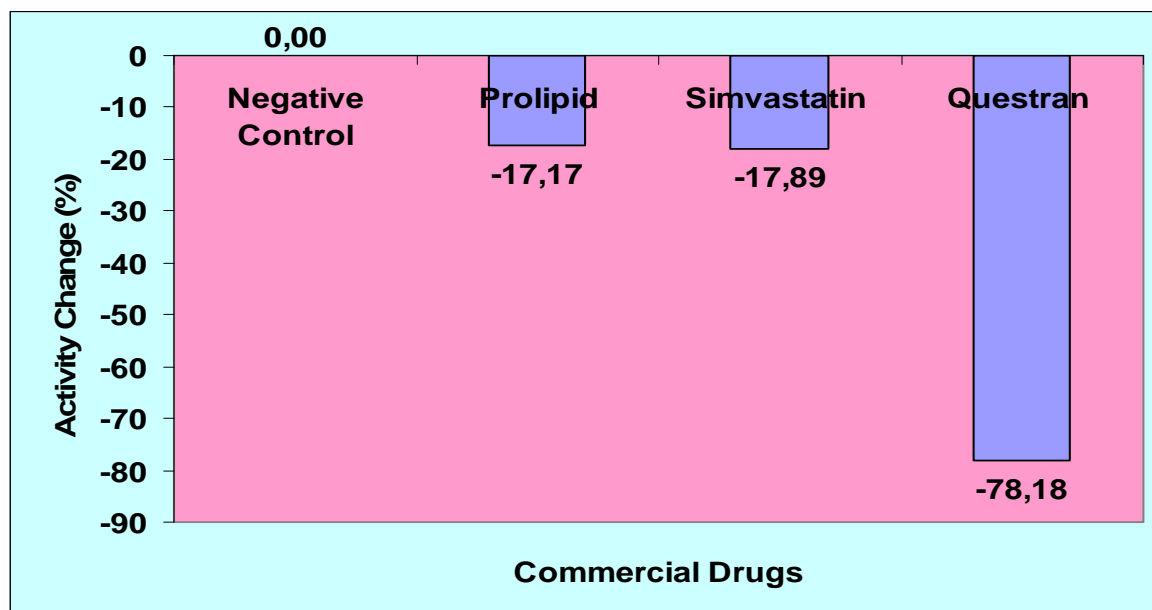 0,00
0
-10
-20
-30
-40
-50
-60
-70
-80
-90
Activity Change (%)
Negative
Control
Prolipid
Simvastatin
Questran
-17,17
-17,89
-78,18
Commercial Drugs